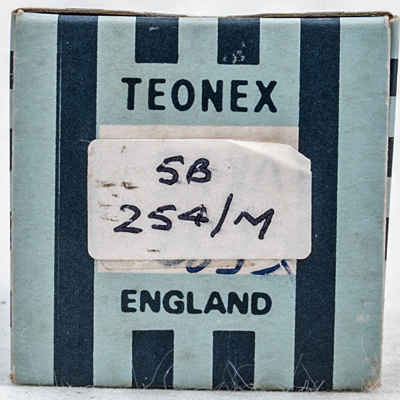 TEONEX
5B
254/M
ENGLAND